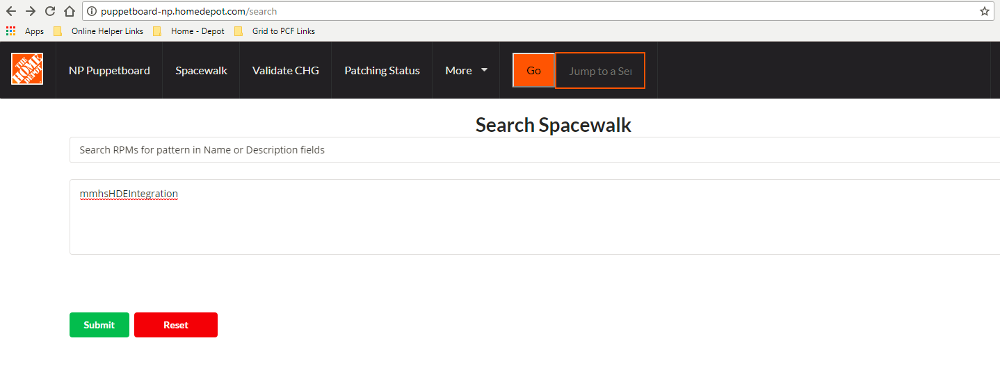 puppetboard-np.homedepot.com/search
Apps Online Helper Links Home - Depot Grid to PCF Links
THE HOME DEPOT NP Puppetboard Spacewalk Validate CHG Patching Status More Go Jump to a Ser
Search Spacewalk
Search RPMs for pattern in Name or Description fields
mmhsHDEIntegration
Submit Reset